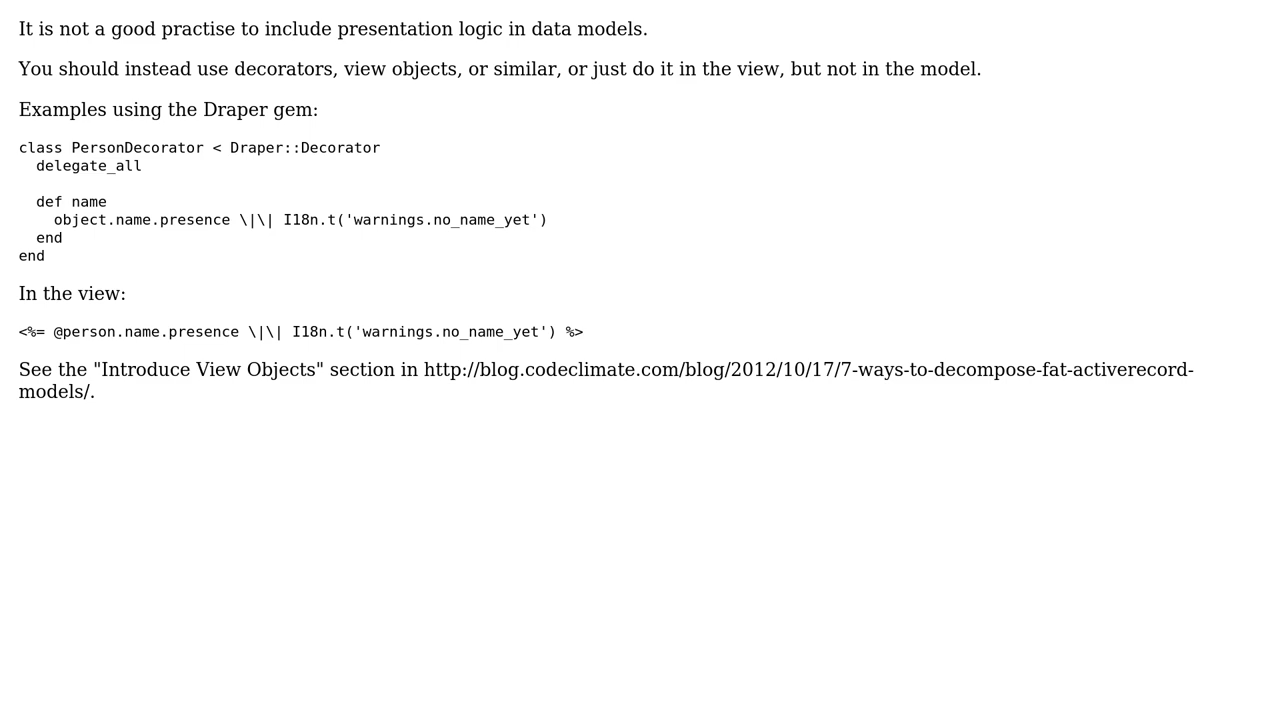 It is not a good practise to include presentation logic in data models.
You should instead use decorators, view objects, or similar, or just do it in the view, but not in the model.
Examples using the Draper gem:
class PersonDecorator < Draper::Decorator
  delegate_all
  def name
    object.name.presence \|\| I18n.t('warnings.no_name_yet')
  end
end
In the view:
<%= @person.name.presence \|\| I18n.t('warnings.no_name_yet') %>
See the "Introduce View Objects" section in http://blog.codeclimate.com/blog/2012/10/17/7-ways-to-decompose-fat-activerecord-
models/.